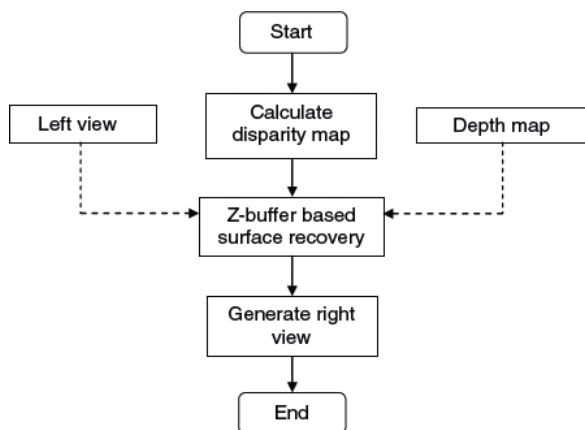 Start
Calculate
disparity map
Left view
Depth map
Z-buffer based
surface recovery
Generate right
view
End